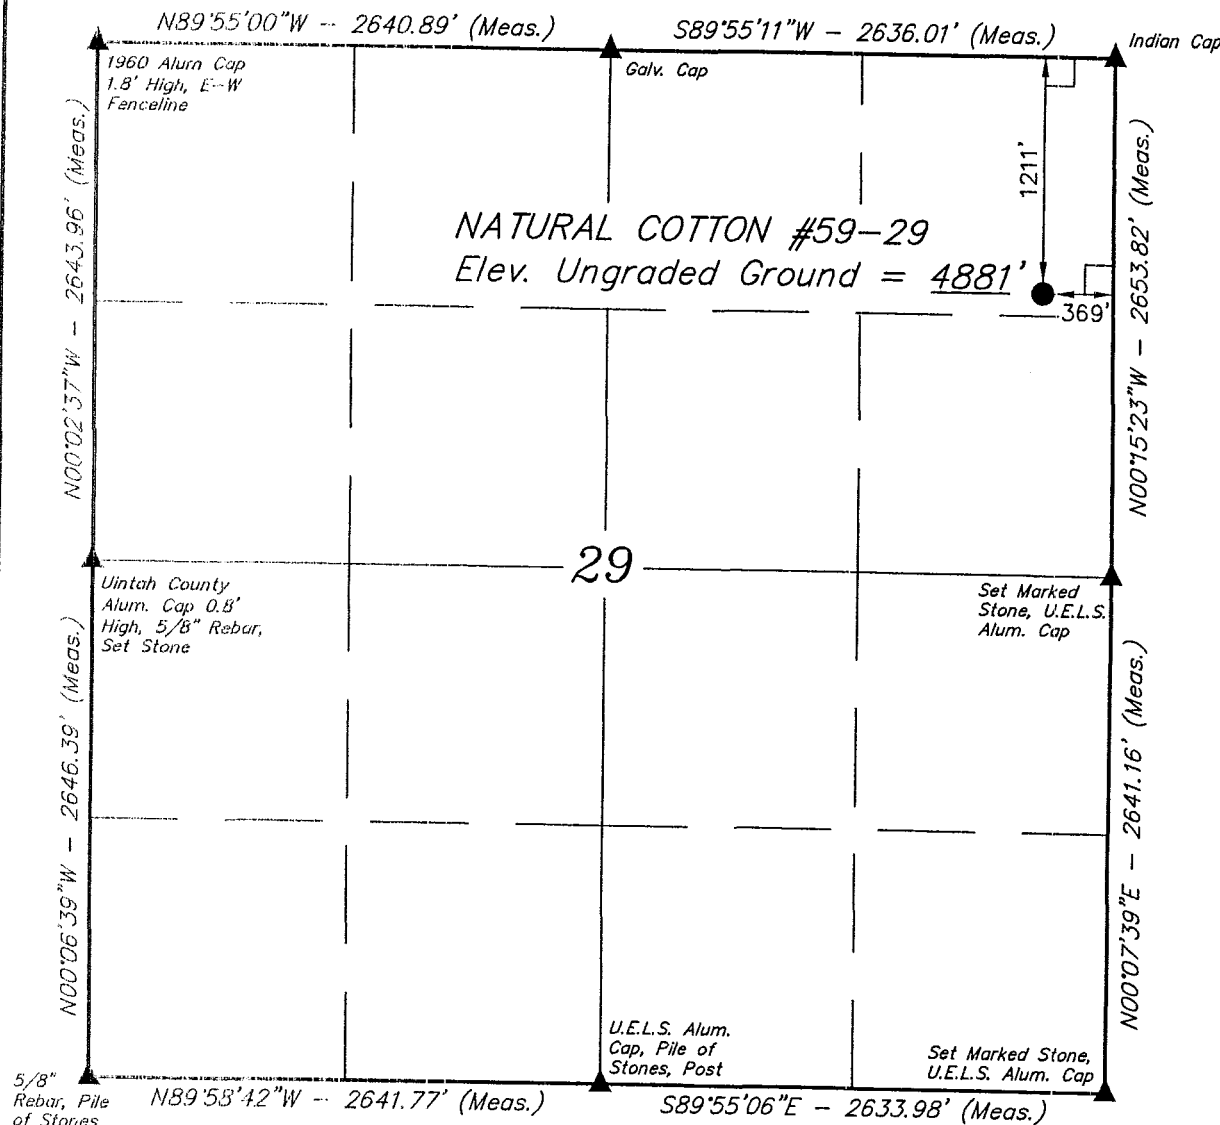 N89°55'00"W - 2640.89' (Meas.)
S89°55'11"W - 2636.01' (Meas.)
Indian Cap
1960 Alum Cap
1.8' High, E-W
Fenceline
Galv. Cap
N00°02'37"W - 2643.96' (Meas.)
1211'
N00°15'23"W - 2653.82' (Meas.)
NATURAL COTTON #59-29
Elev. Ungraded Ground = 4881'
369'
29
Uintah County
Alum. Cap 0.8'
High, 5/8" Rebar,
Set Stone
Set Marked
Stone, U.E.L.S.
Alum. Cap
N00°06'39"W - 2646.39' (Meas.)
N00°07'39"E - 2641.16' (Meas.)
U.E.L.S. Alum.
Cap, Pile of
Stones, Post
Set Marked Stone,
U.E.L.S. Alum. Cap
5/8"
Rebar, Pile
of Stones
N89°58'42"W - 2641.77' (Meas.)
S89°55'06"E - 2633.98' (Meas.)